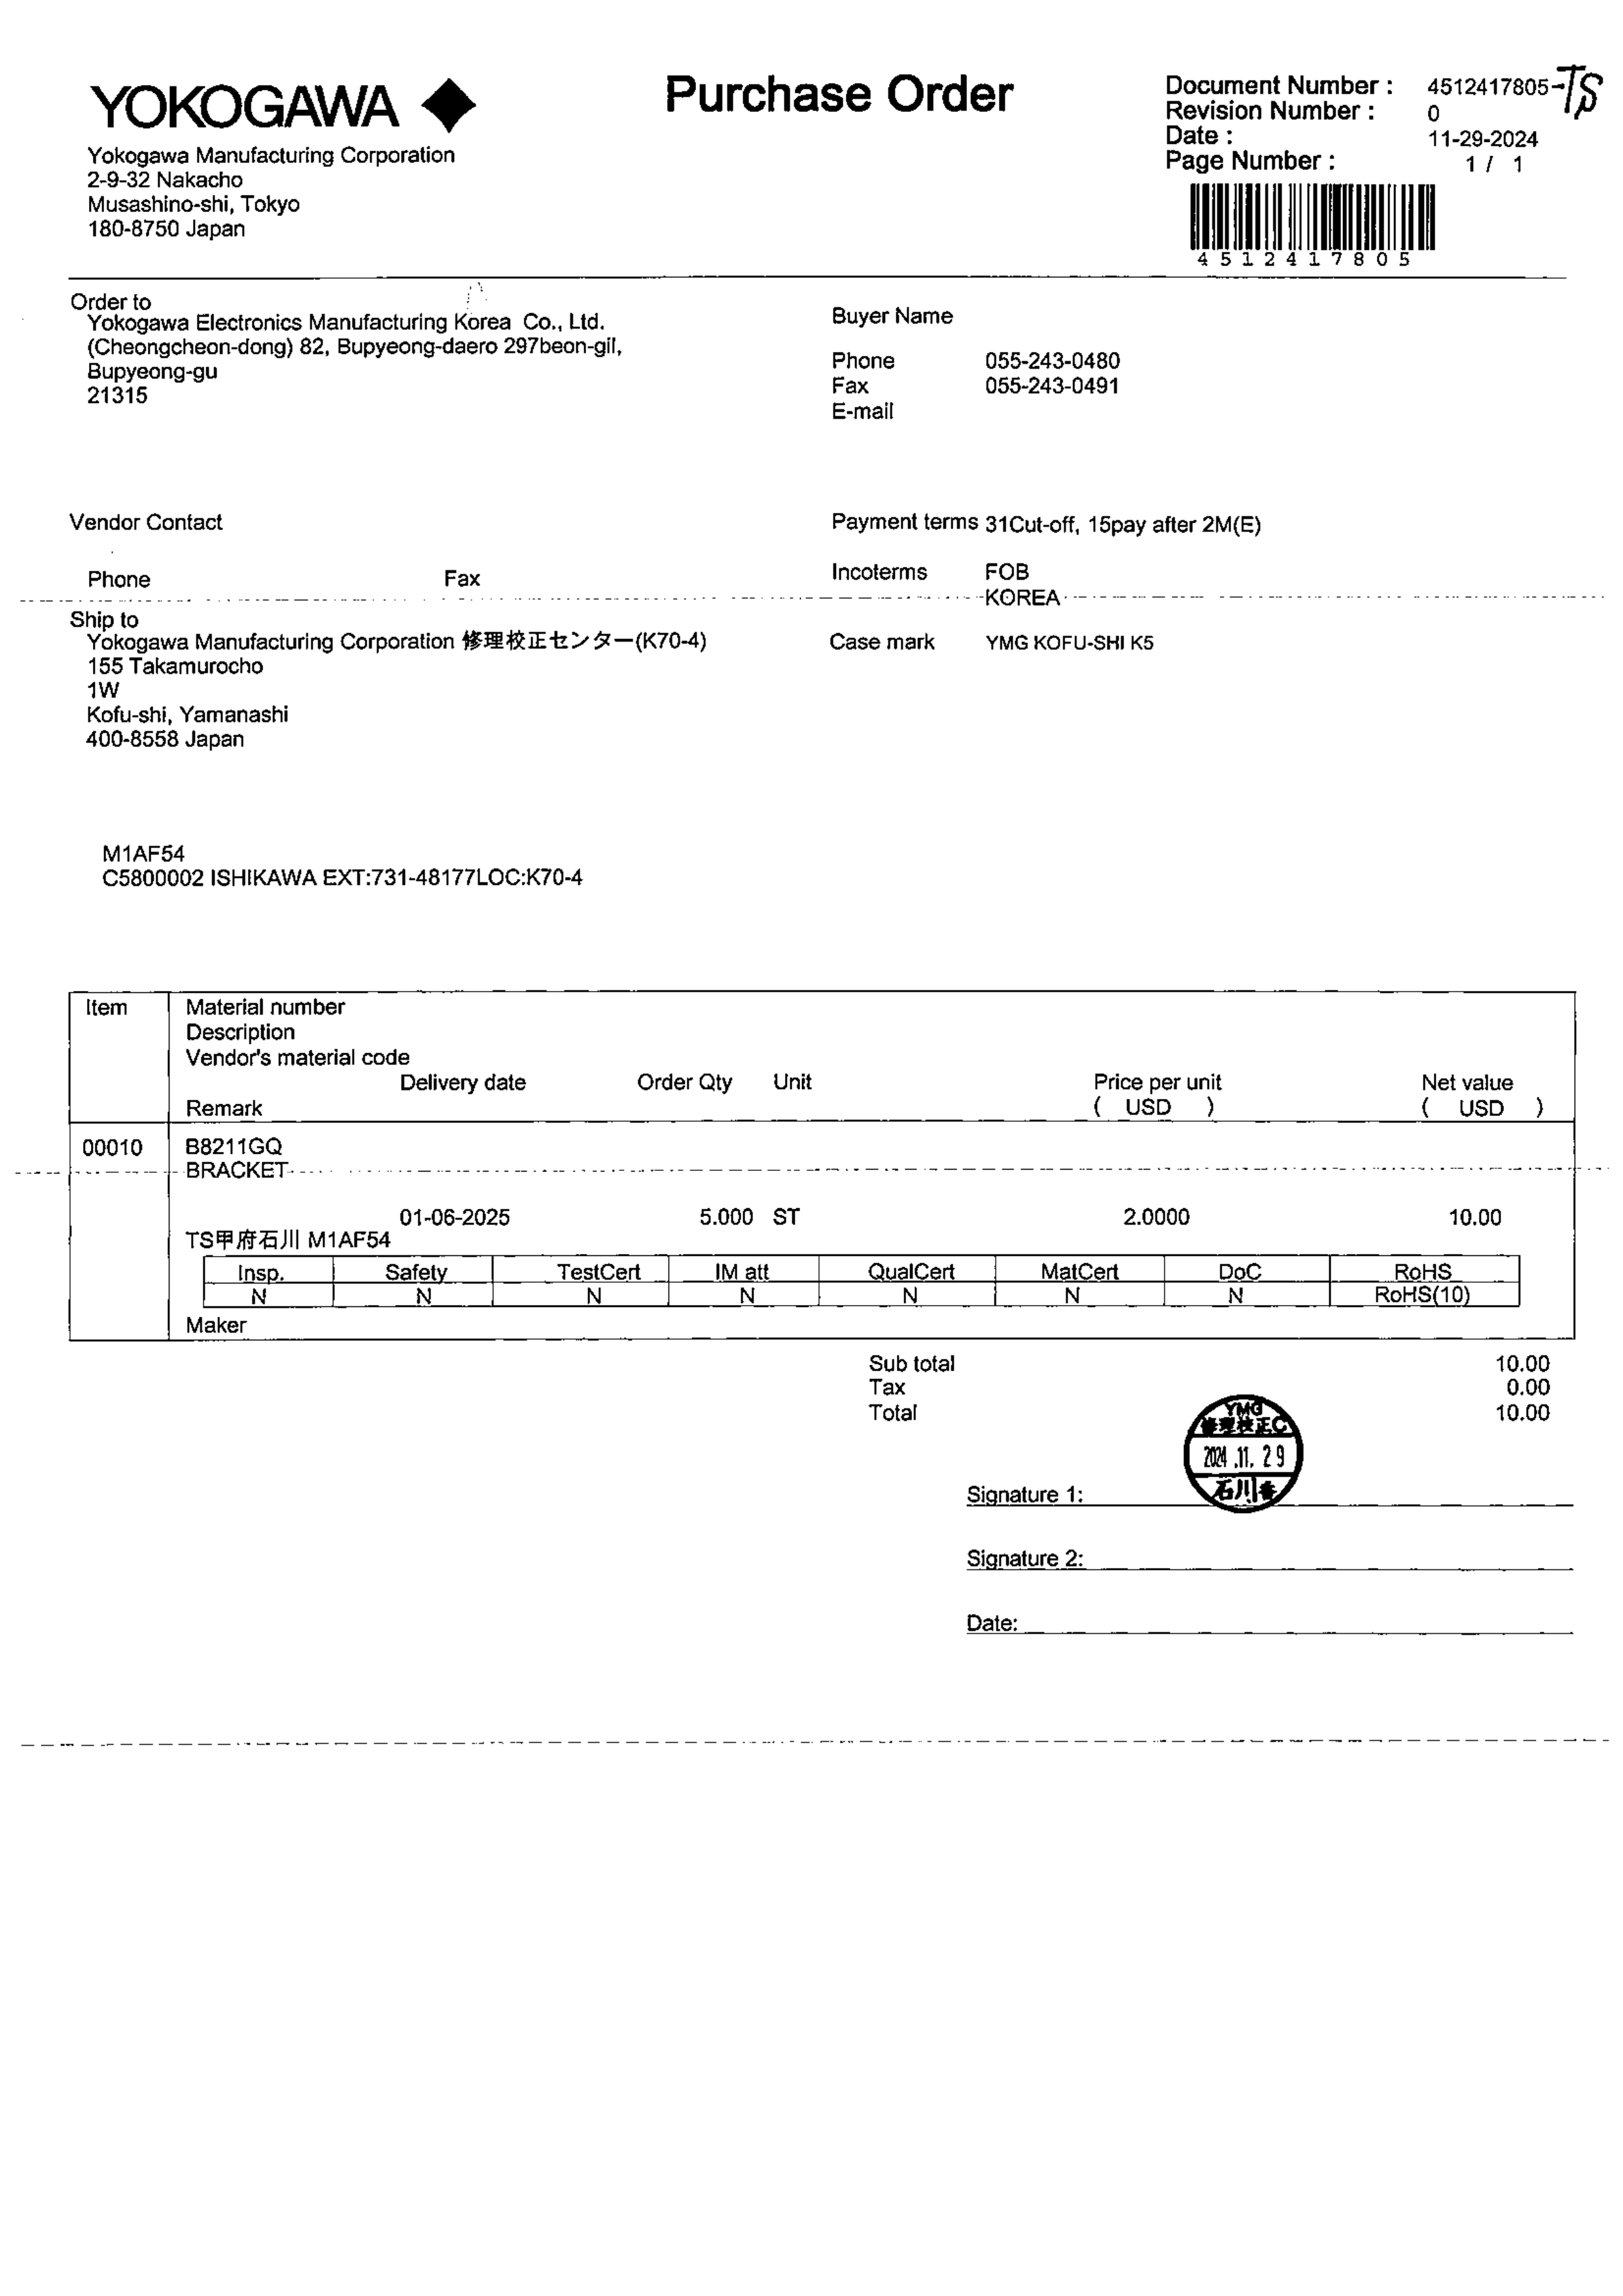 YOKOGAWA
Purchase Order
Document Number : 4512417805-TS
Revision Number : 0
Date : 11-29-2024
Page Number : 1 / 1
4512417805
Yokogawa Manufacturing Corporation
2-9-32 Nakacho
Musashino-shi, Tokyo
180-8750 Japan
Order to
Yokogawa Electronics Manufacturing Korea Co., Ltd.
(Cheongcheon-dong) 82, Bupyeong-daero 297beon-gil,
Bupyeong-gu
21315
Buyer Name
Phone 055-243-0480
Fax 055-243-0491
E-mail
Vendor Contact
Phone Fax
Payment terms 31Cut-off, 15pay after 2M(E)
Incoterms FOB
KOREA
Ship to
Yokogawa Manufacturing Corporation 修理校正センター(K70-4)
155 Takamurocho
1W
Kofu-shi, Yamanashi
400-8558 Japan
Case mark YMG KOFU-SHI K5
M1AF54
C5800002 ISHIKAWA EXT:731-48177LOC:K70-4
Item Material number
Description
Vendor's material code
Delivery date Order Qty Unit Price per unit Net value
Remark ( USD ) ( USD )
00010 B8211GQ
BRACKET
01-06-2025 5.000 ST 2.0000 10.00
TS甲府石川 M1AF54
Insp. Safety TestCert IM att QualCert MatCert DoC RoHS
N N N N N N N RoHS(10)
Maker
Sub total 10.00
Tax 0.00
Total 10.00
YMG
修理校正C
2024.11.29
石川
Signature 1:
Signature 2:
Date: